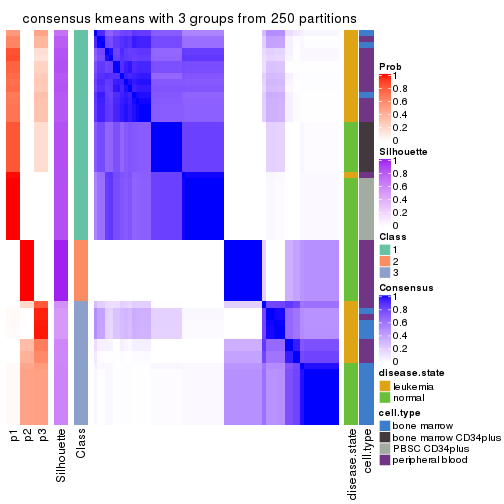 consensus kmeans with 3 groups from 250 partitions
Prob
1
0.8
0.6
0.4
0.2
0
Silhouette
1
0.8
0.6
0.4
0.2
0
Class
1
2
3
Consensus
1
0.8
0.6
0.4
0.2
0
disease.state
leukemia
normal
cell.type
bone marrow
bone marrow CD34plus
PBSC CD34plus
peripheral blood
p1
p2
p3
Silhouette
Class
disease.state
cell.type